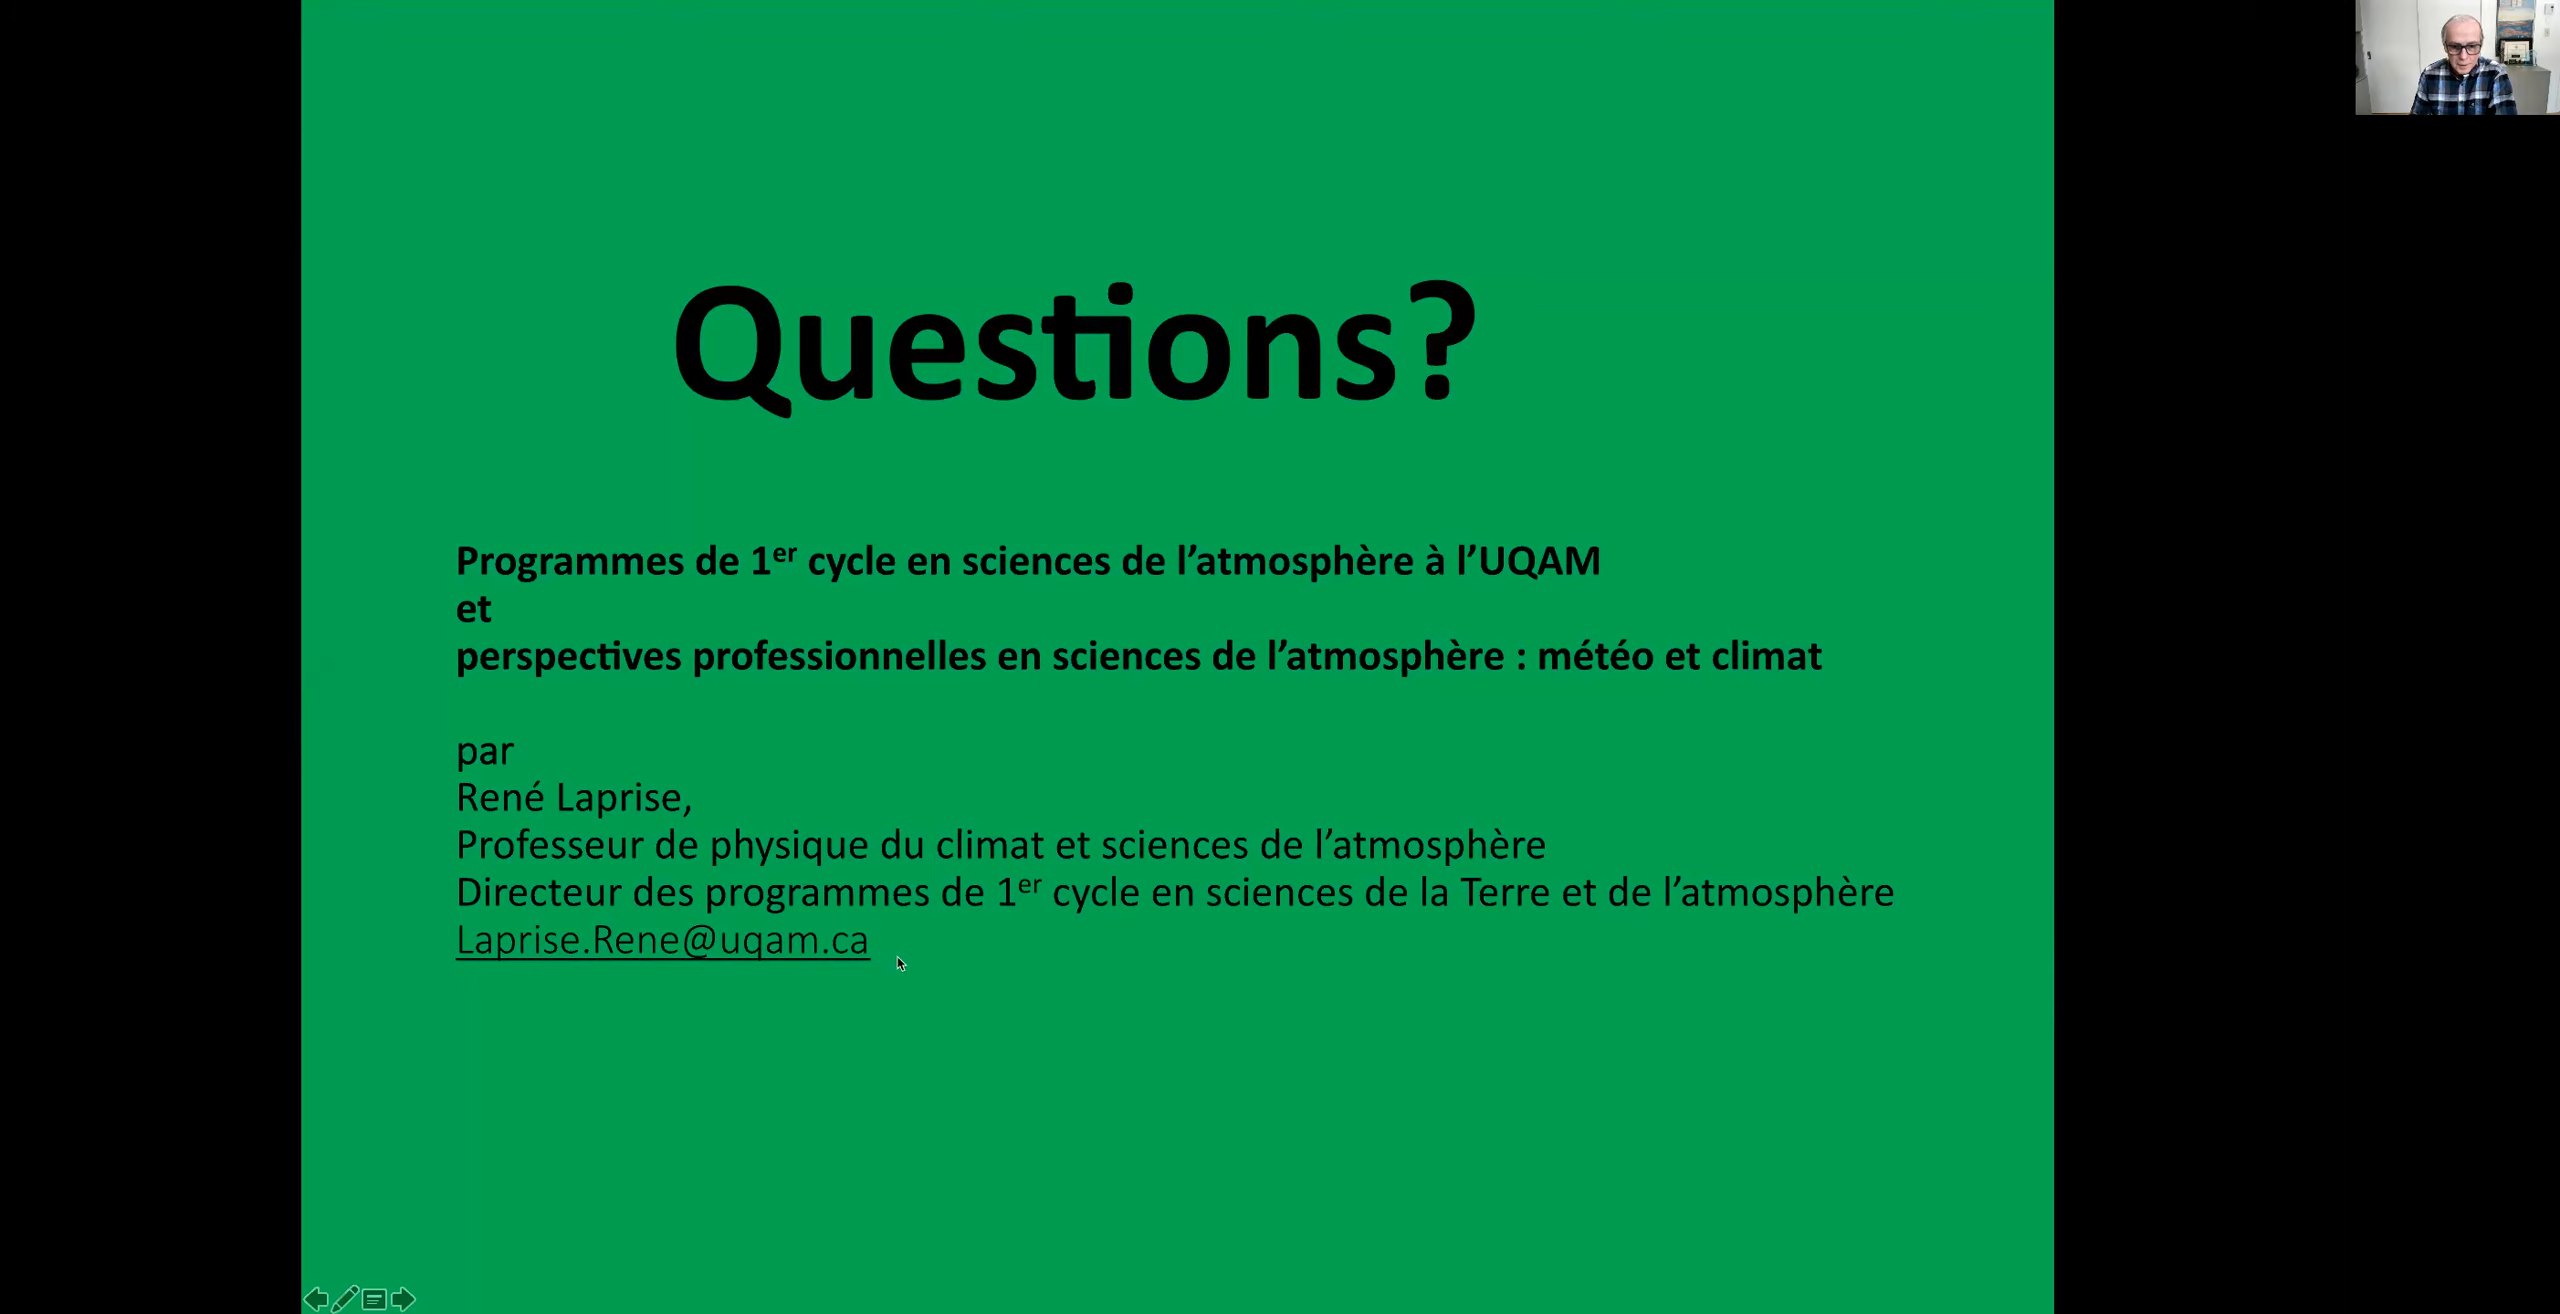 Questions?
Programmes de 1er cycle en sciences de l’atmosphère à l’UQAM
et
perspectives professionnelles en sciences de l’atmosphère : météo et climat
par
René Laprise,
Professeur de physique du climat et sciences de l’atmosphère
Directeur des programmes de 1er cycle en sciences de la Terre et de l’atmosphère
Laprise.Rene@uqam.ca